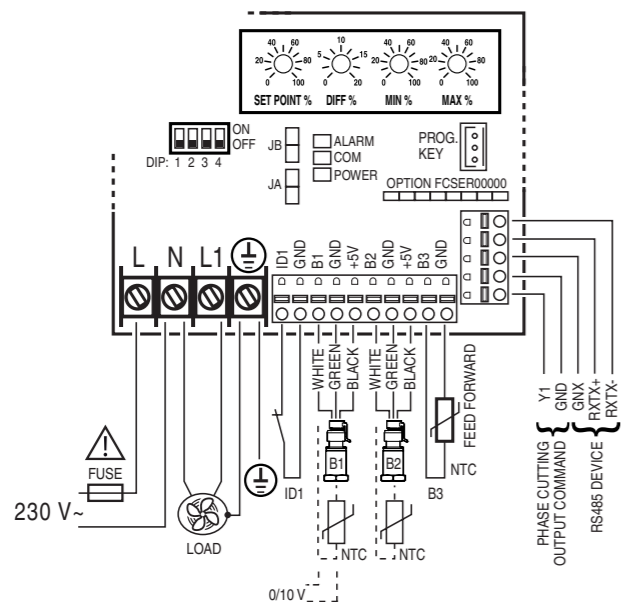 40 60 10 40 60 40 60
20 80 5 15 20 80 20 80
0 100 0 20 0 100 0 100
SET POINT % DIFF % MIN % MAX %
ON
OFF
DIP: 1 2 3 4
JB
JA
ALARM
COM
POWER
PROG.
KEY
OPTION FCSER00000
L N L1
ID1 GND B1 GND +5V B2 GND +5V B3 GND
WHITE GREEN BLACK WHITE GREEN BLACK
FEED FORWARD
Y1 GND GNX RXTX+ RXTX-
PHASE CUTTING
OUTPUT COMMAND
RS485 DEVICE
FUSE
230 V~
LOAD
ID1
B1
B2
NTC
B3
NTC
NTC
0/10 V